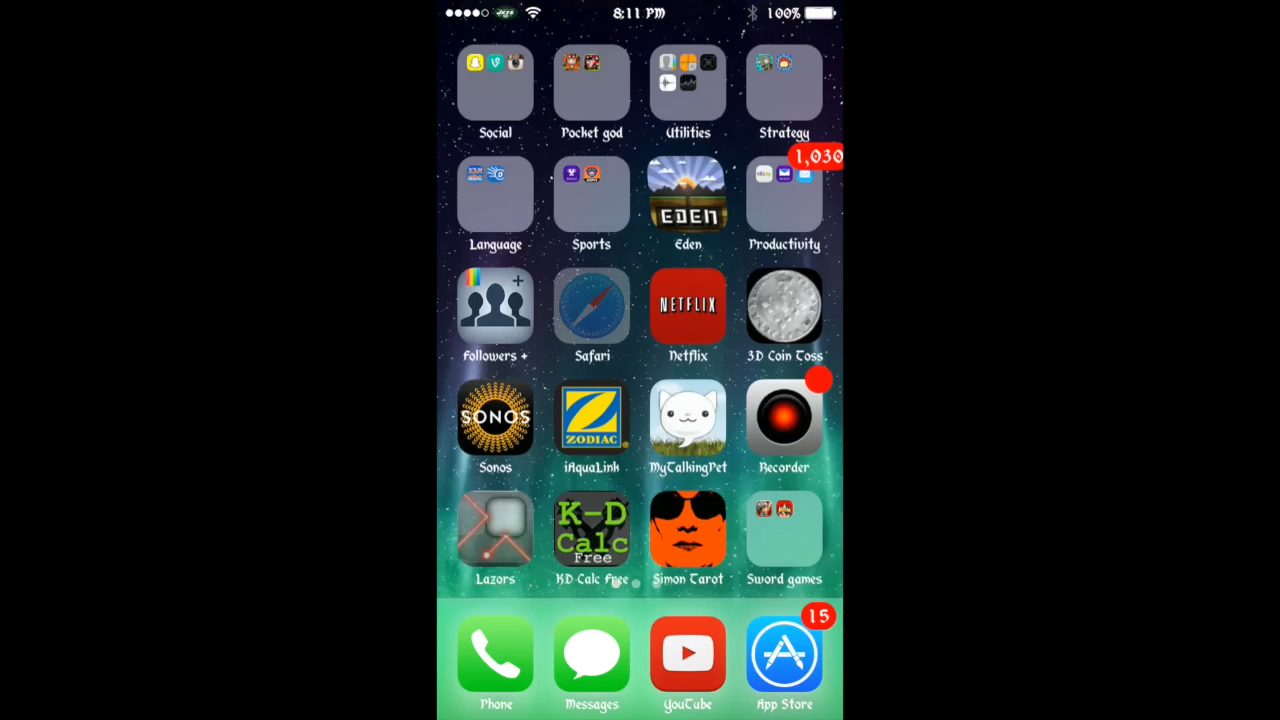 JETS 8:11 PM 100%
Social Pocket god Utilities Strategy
1,030
EDEN
Language Sports Eden Productivity
NETFLIX
Followers + Safari Netflix 3D Coin Toss
SONOS ZODIAC
Sonos iAquaLink MyTalkingPet Recorder
K-D
Calc
Free
Lazors KD Calc Free Simon Tarot Sword games
15
Phone Messages YouTube App Store